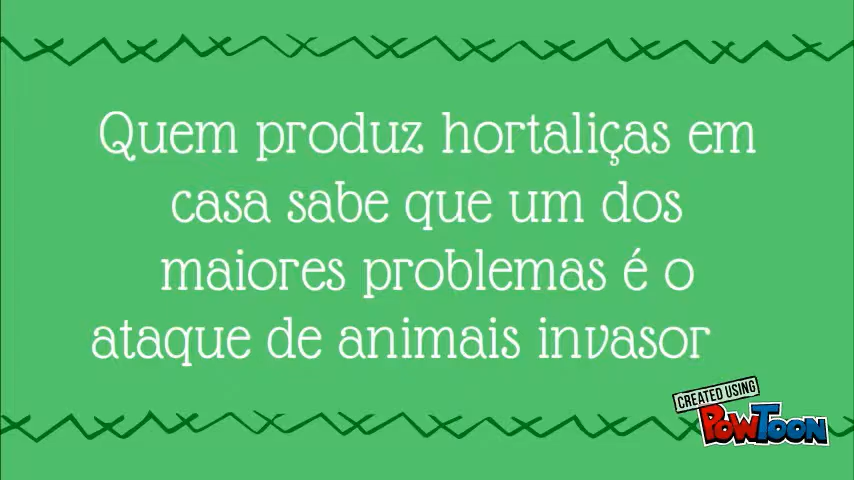 Quem produz hortaliças em
casa sabe que um dos
maiores problemas é o
ataque de animais invasor
CREATED USING
POWTOON